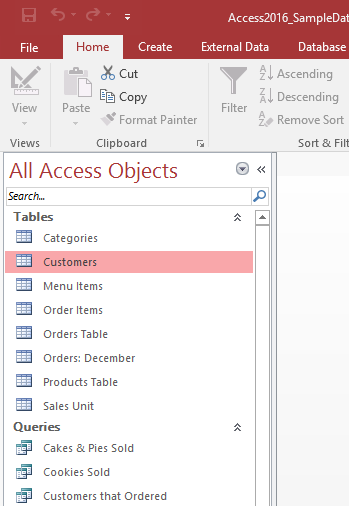 Access2016_SampleDat
File Home Create External Data Database
View Paste Cut Filter Ascending
Copy Descending
Format Painter Remove Sort
Views Clipboard Sort & Filt
All Access Objects
Search...
Tables
Categories
Customers
Menu Items
Order Items
Orders Table
Orders: December
Products Table
Sales Unit
Queries
Cakes & Pies Sold
Cookies Sold
Customers that Ordered